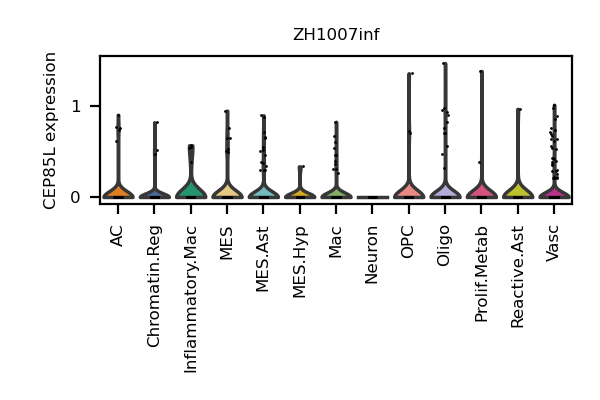 ZH1007inf
CEP85L expression
1
0
AC
Chromatin.Reg
Inflammatory.Mac
MES
MES.Ast
MES.Hyp
Mac
Neuron
OPC
Oligo
Prolif.Metab
Reactive.Ast
Vasc